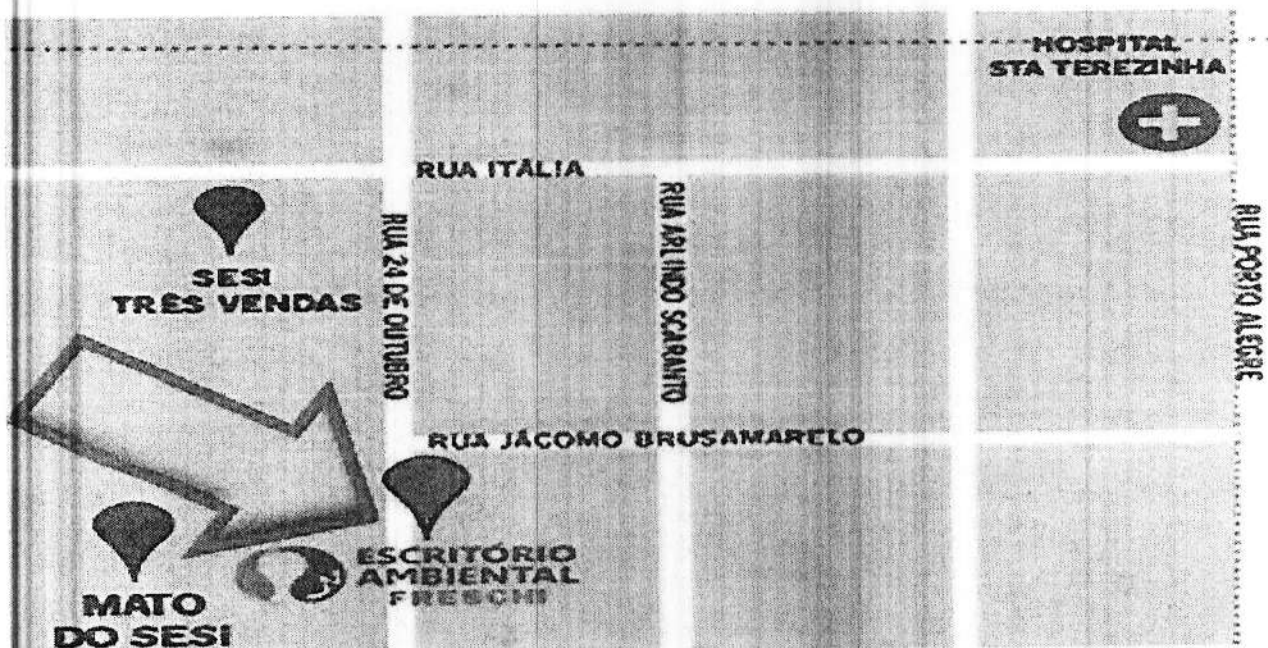 HOSPITAL
STA TEREZINHA
RUA ITÁLIA
SESI
TRÊS VENDAS
RUA 24 DE OUTUBRO
RUA ARLINDO SCARANTO
RUA PORTO ALEGRE
RUA JÁCOMO BRUSAMARELO
ESCRITÓRIO
AMBIENTAL
FRESCHI
MATO
DO SESI